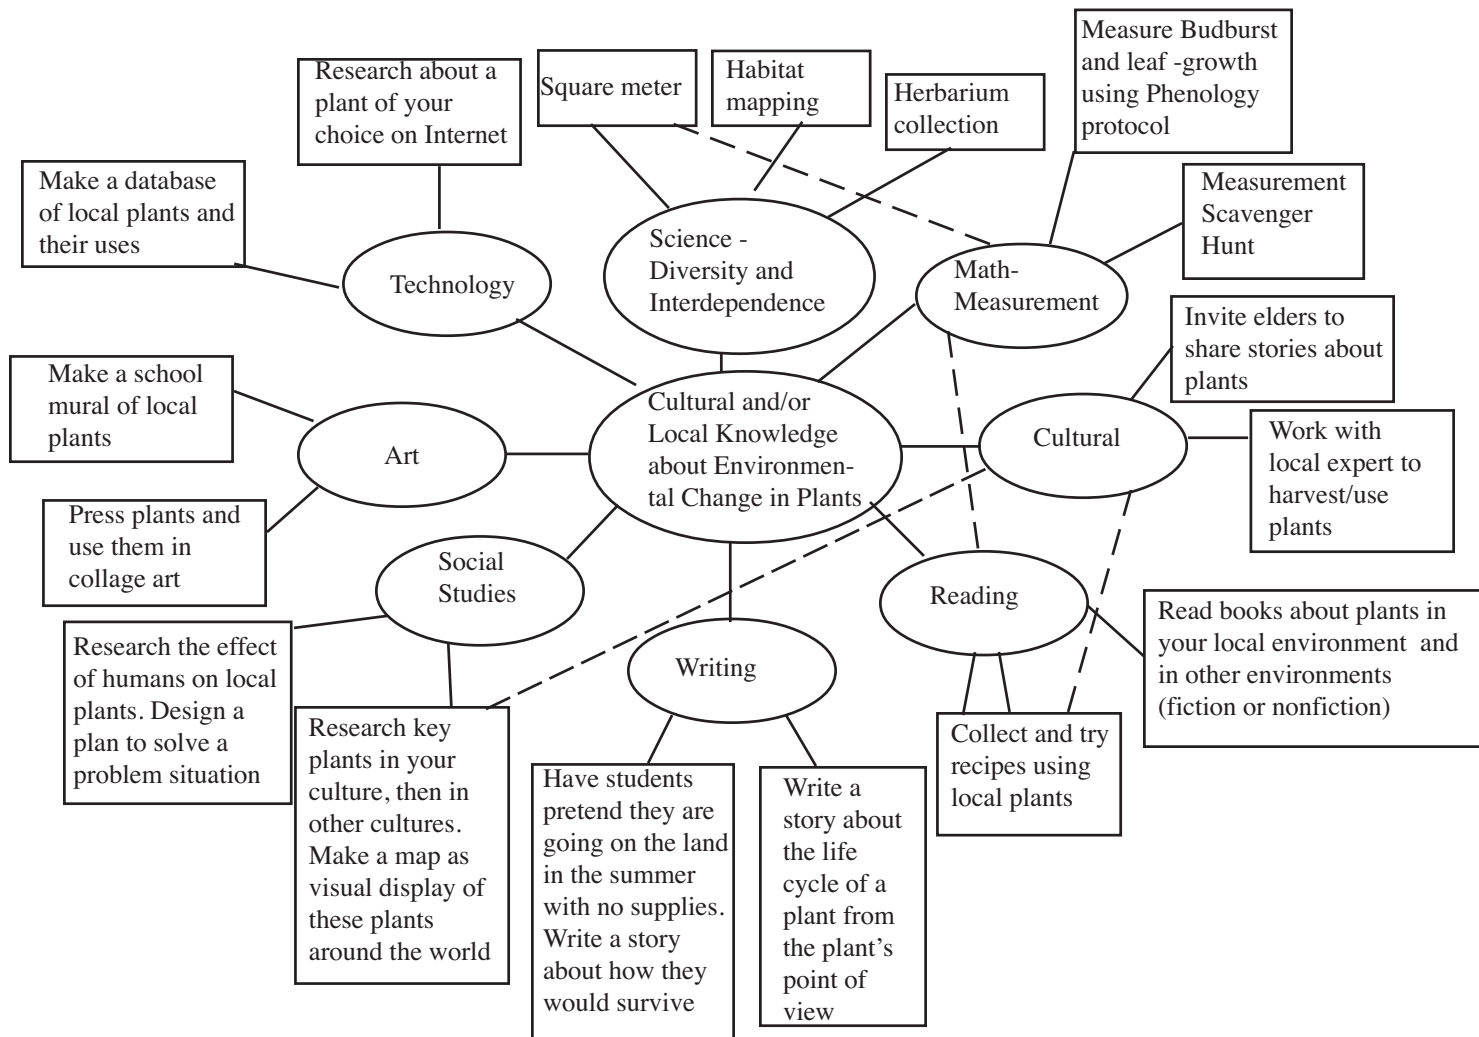 Measure Budburst
and leaf -growth
using Phenology
protocol
Research about a
plant of your
choice on Internet
Square meter
Habitat
mapping
Herbarium
collection
Make a database
of local plants and
their uses
Measurement
Scavenger
Hunt
Technology
Science -
Diversity and
Interdependence
Math-
Measurement
Invite elders to
share stories about
plants
Make a school
mural of local
plants
Art
Cultural and/or
Local Knowledge
about Environmen-
tal Change in Plants
Cultural
Work with
local expert to
harvest/use
plants
Press plants and
use them in
collage art
Social
Studies
Reading
Read books about plants in
your local environment  and
in other environments
(fiction or nonfiction)
Research the effect
of humans on local
plants. Design a
plan to solve a
problem situation
Writing
Research key
plants in your
culture, then in
other cultures.
Make a map as
visual display of
these plants
around the world
Have students
pretend they are
going on the land
in the summer
with no supplies.
Write a story
about how they
would survive
Write a
story about
the life
cycle of a
plant from
the plant’s
point of
view
Collect and try
recipes using
local plants